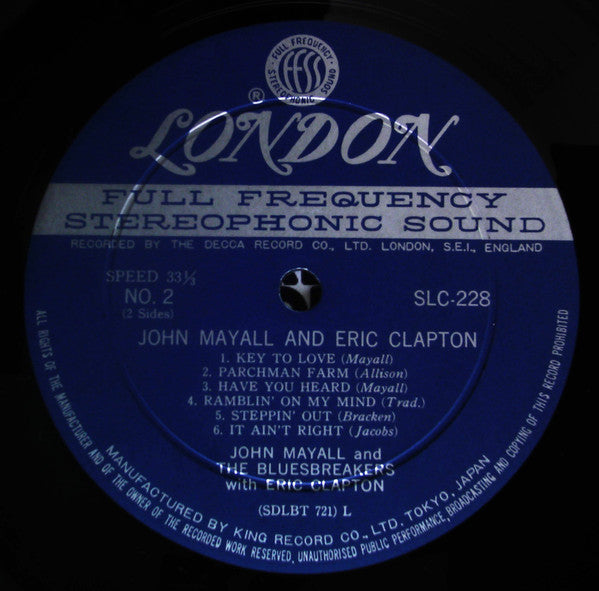 FULL FREQUENCY
ffss
STEREOPHONIC SOUND
®
LONDON
FULL FREQUENCY
STEREOPHONIC SOUND
RECORDED BY THE DECCA RECORD CO., LTD. LONDON, S.E.I., ENGLAND
SPEED 33⅓
NO. 2
(2 Sides)
SLC-228
JOHN MAYALL AND ERIC CLAPTON
1. KEY TO LOVE (Mayall)
2. PARCHMAN FARM (Allison)
3. HAVE YOU HEARD (Mayall)
4. RAMBLIN' ON MY MIND (Trad.)
5. STEPPIN' OUT (Bracken)
6. IT AIN'T RIGHT (Jacobs)
JOHN MAYALL and
THE BLUESBREAKERS
with ERIC CLAPTON
(SDLBT 721) L
MANUFACTURED BY KING RECORD CO., LTD. TOKYO, JAPAN
ALL RIGHTS OF THE MANUFACTURER AND OF THE OWNER OF THE RECORDED WORK RESERVED, UNAUTHORISED PUBLIC PERFORMANCE, BROADCASTING AND COPYING OF THIS RECORD PROHIBITED